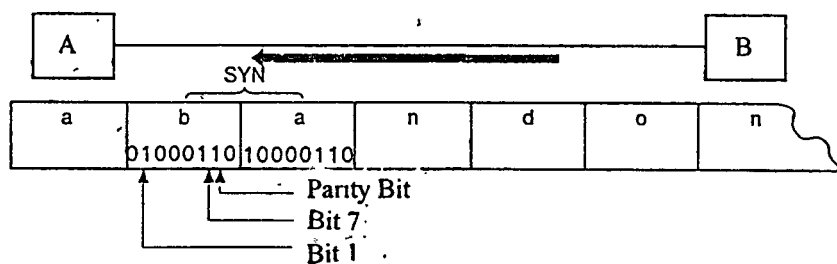 A B
SYN
a b a n d o n
01000110 10000110
Parity Bit
Bit 7
Bit 1